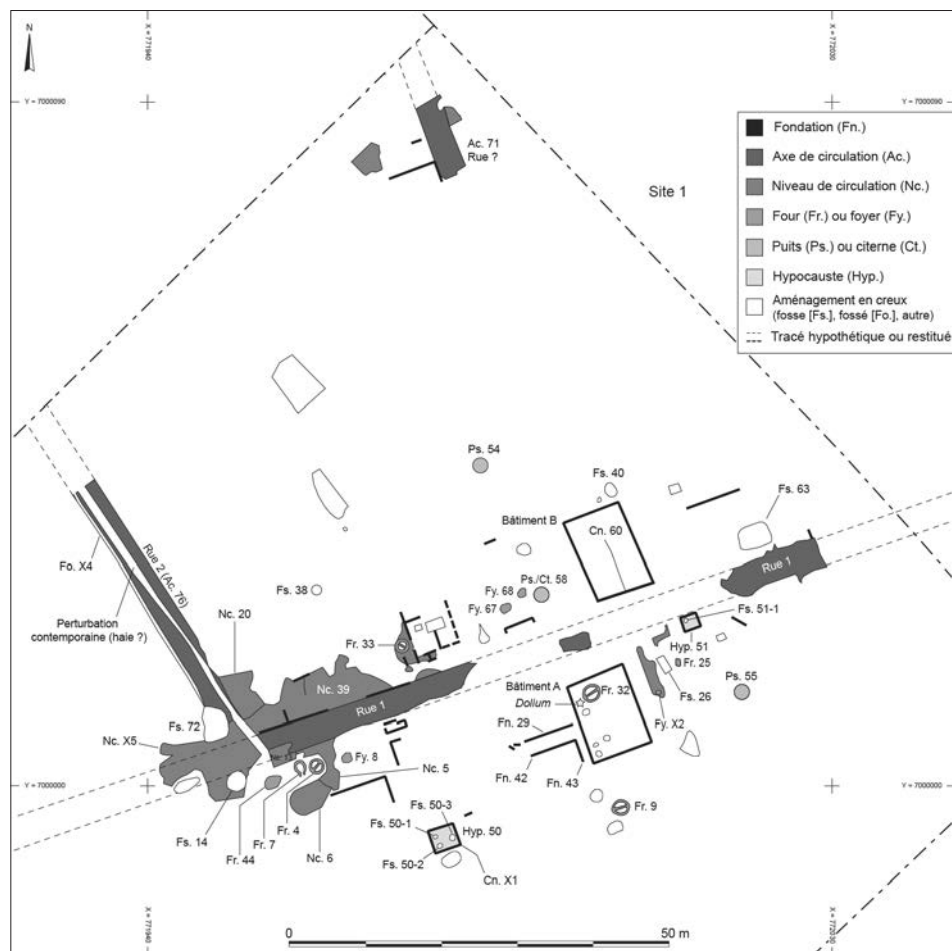 N
X = 771940
X = 772030
Y = 7000090
Y = 7000090
Ac. 71
Rue ?
Site 1
Fondation (Fn.)
Axe de circulation (Ac.)
Niveau de circulation (Nc.)
Four (Fr.) ou foyer (Fy.)
Puits (Ps.) ou citerne (Ct.)
Hypocauste (Hyp.)
Aménagement en creux
(fosse [Fs.], fossé [Fo.], autre)
Tracé hypothétique ou restitué
Ps. 54
Fs. 40
Fs. 63
Bâtiment B
Cn. 60
Rue 1
Fo. X4
Rue 2 (Ac. 76)
Fs. 38
Ps./Ct. 58
Fy. 68
Fy. 67
Perturbation
contemporaine (haie ?)
Nc. 20
Fr. 33
Fs. 51-1
Hyp. 51
Fr. 25
Nc. 39
Rue 1
Bâtiment A
Dolium
Fr. 32
Fs. 26
Ps. 55
Fs. 72
Fn. 29
Fy. X2
Nc. X5
Fy. 8
Nc. 5
Fn. 42
Fn. 43
Y = 7000000
Y = 7000000
Fs. 14
Fr. 44
Fr. 7
Fr. 4
Nc. 6
Fs. 50-3
Fs. 50-1
Hyp. 50
Fs. 50-2
Cn. X1
Fr. 9
X = 771940
X = 772030
0
50 m